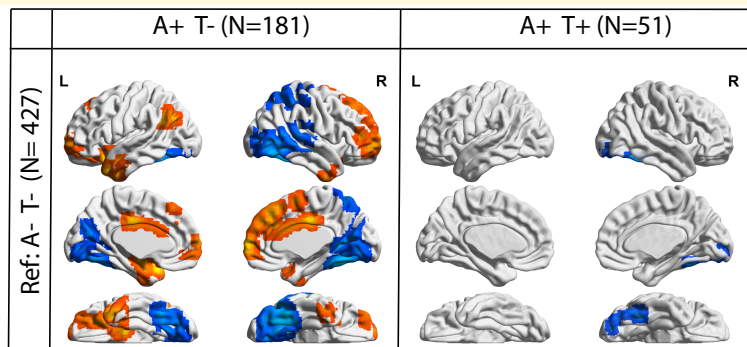 A+ T- (N=181)
A+ T+ (N=51)
L
R
L
R
Ref: A- T- (N= 427)